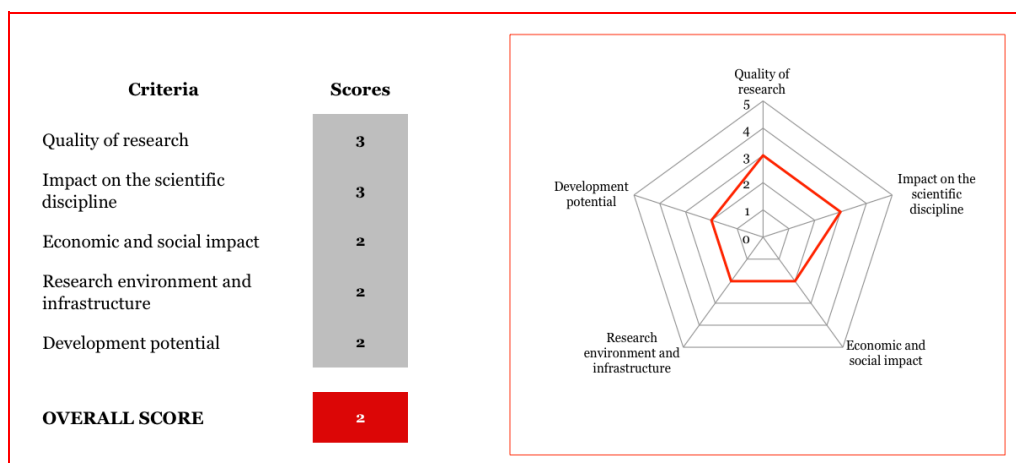 Criteria Scores
Quality of research 3
Impact on the scientific
discipline 3
Economic and social impact 2
Research environment and
infrastructure 2
Development potential 2
OVERALL SCORE 2
Quality of
research
5
4
3
2
1
0
Impact on the
scientific
discipline
Economic and
social impact
Research
environment and
infrastructure
Development
potential